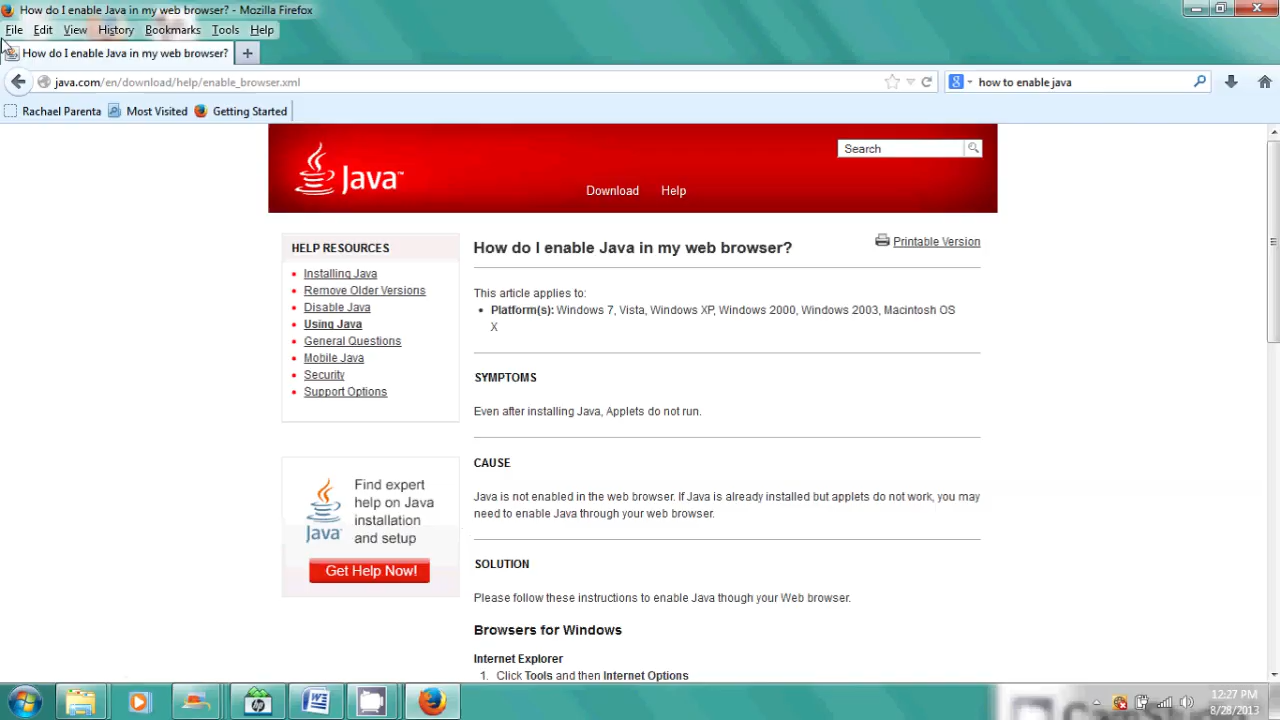 How do I enable Java in my web browser? - Mozilla Firefox
File Edit View History Bookmarks Tools Help
How do I enable Java in my web browser?
java.com/en/download/help/enable_browser.xml
how to enable java
Rachael Parenta Most Visited Getting Started
Java™
Search
Download Help
HELP RESOURCES
Installing Java
Remove Older Versions
Disable Java
Using Java
General Questions
Mobile Java
Security
Support Options
Find expert
help on Java
installation
and setup
Java
Get Help Now!
How do I enable Java in my web browser?
Printable Version
This article applies to:
Platform(s): Windows 7, Vista, Windows XP, Windows 2000, Windows 2003, Macintosh OS
X
SYMPTOMS
Even after installing Java, Applets do not run.
CAUSE
Java is not enabled in the web browser. If Java is already installed but applets do not work, you may
need to enable Java through your web browser.
SOLUTION
Please follow these instructions to enable Java though your Web browser.
Browsers for Windows
Internet Explorer
1. Click Tools and then Internet Options
12:27 PM
8/28/2013